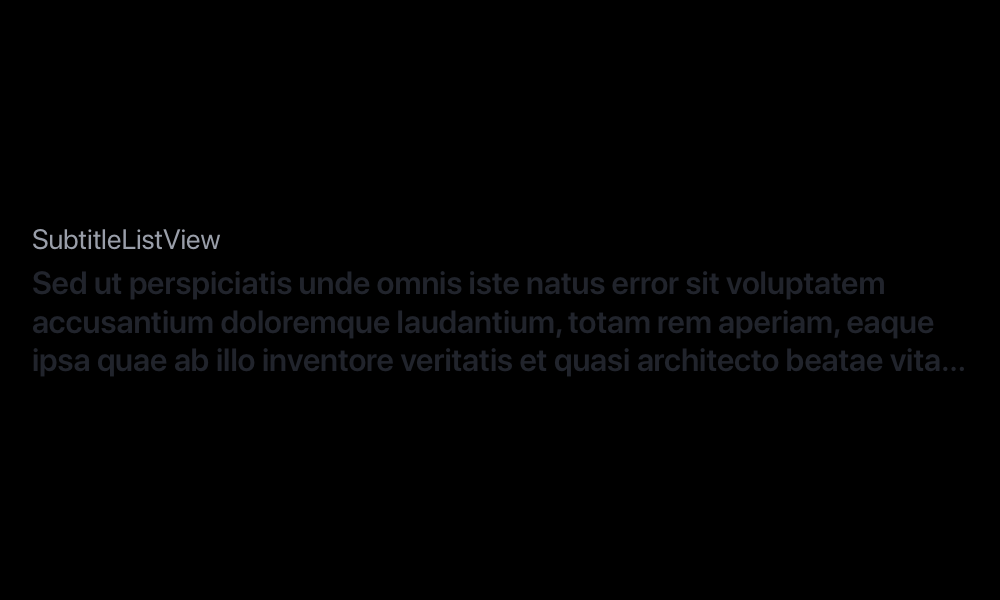 SubtitleListView
Sed ut perspiciatis unde omnis iste natus error sit voluptatem
accusantium doloremque laudantium, totam rem aperiam, eaque
ipsa quae ab illo inventore veritatis et quasi architecto beatae vita...